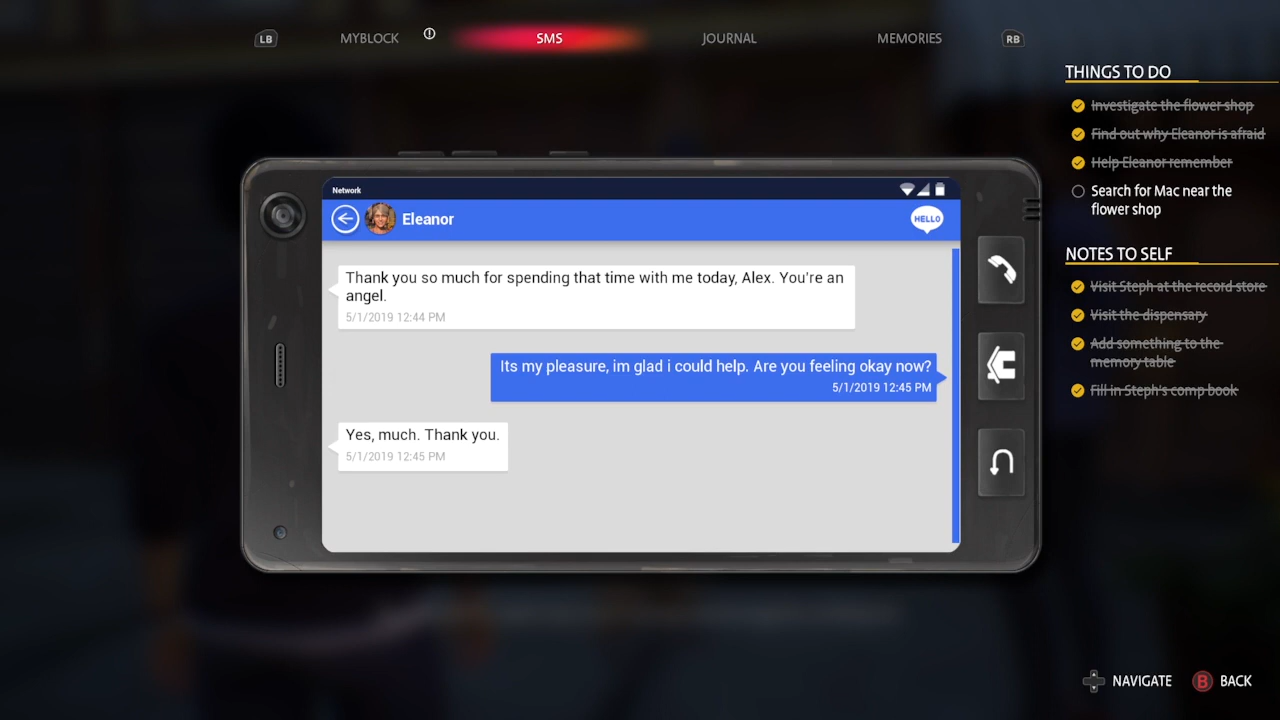 LB
MYBLOCK
SMS
JOURNAL
MEMORIES
RB
THINGS TO DO
Investigate the flower shop
Find out why Eleanor is afraid
Help Eleanor remember
Search for Mac near the
flower shop
NOTES TO SELF
Visit Steph at the record store
Visit the dispensary
Add something to the
memory table
Fill in Steph's comp book
Network
Eleanor
HELLO
Thank you so much for spending that time with me today, Alex. You're an
angel.
5/1/2019 12:44 PM
Its my pleasure, im glad i could help. Are you feeling okay now?
5/1/2019 12:45 PM
Yes, much. Thank you.
5/1/2019 12:45 PM
NAVIGATE
B BACK